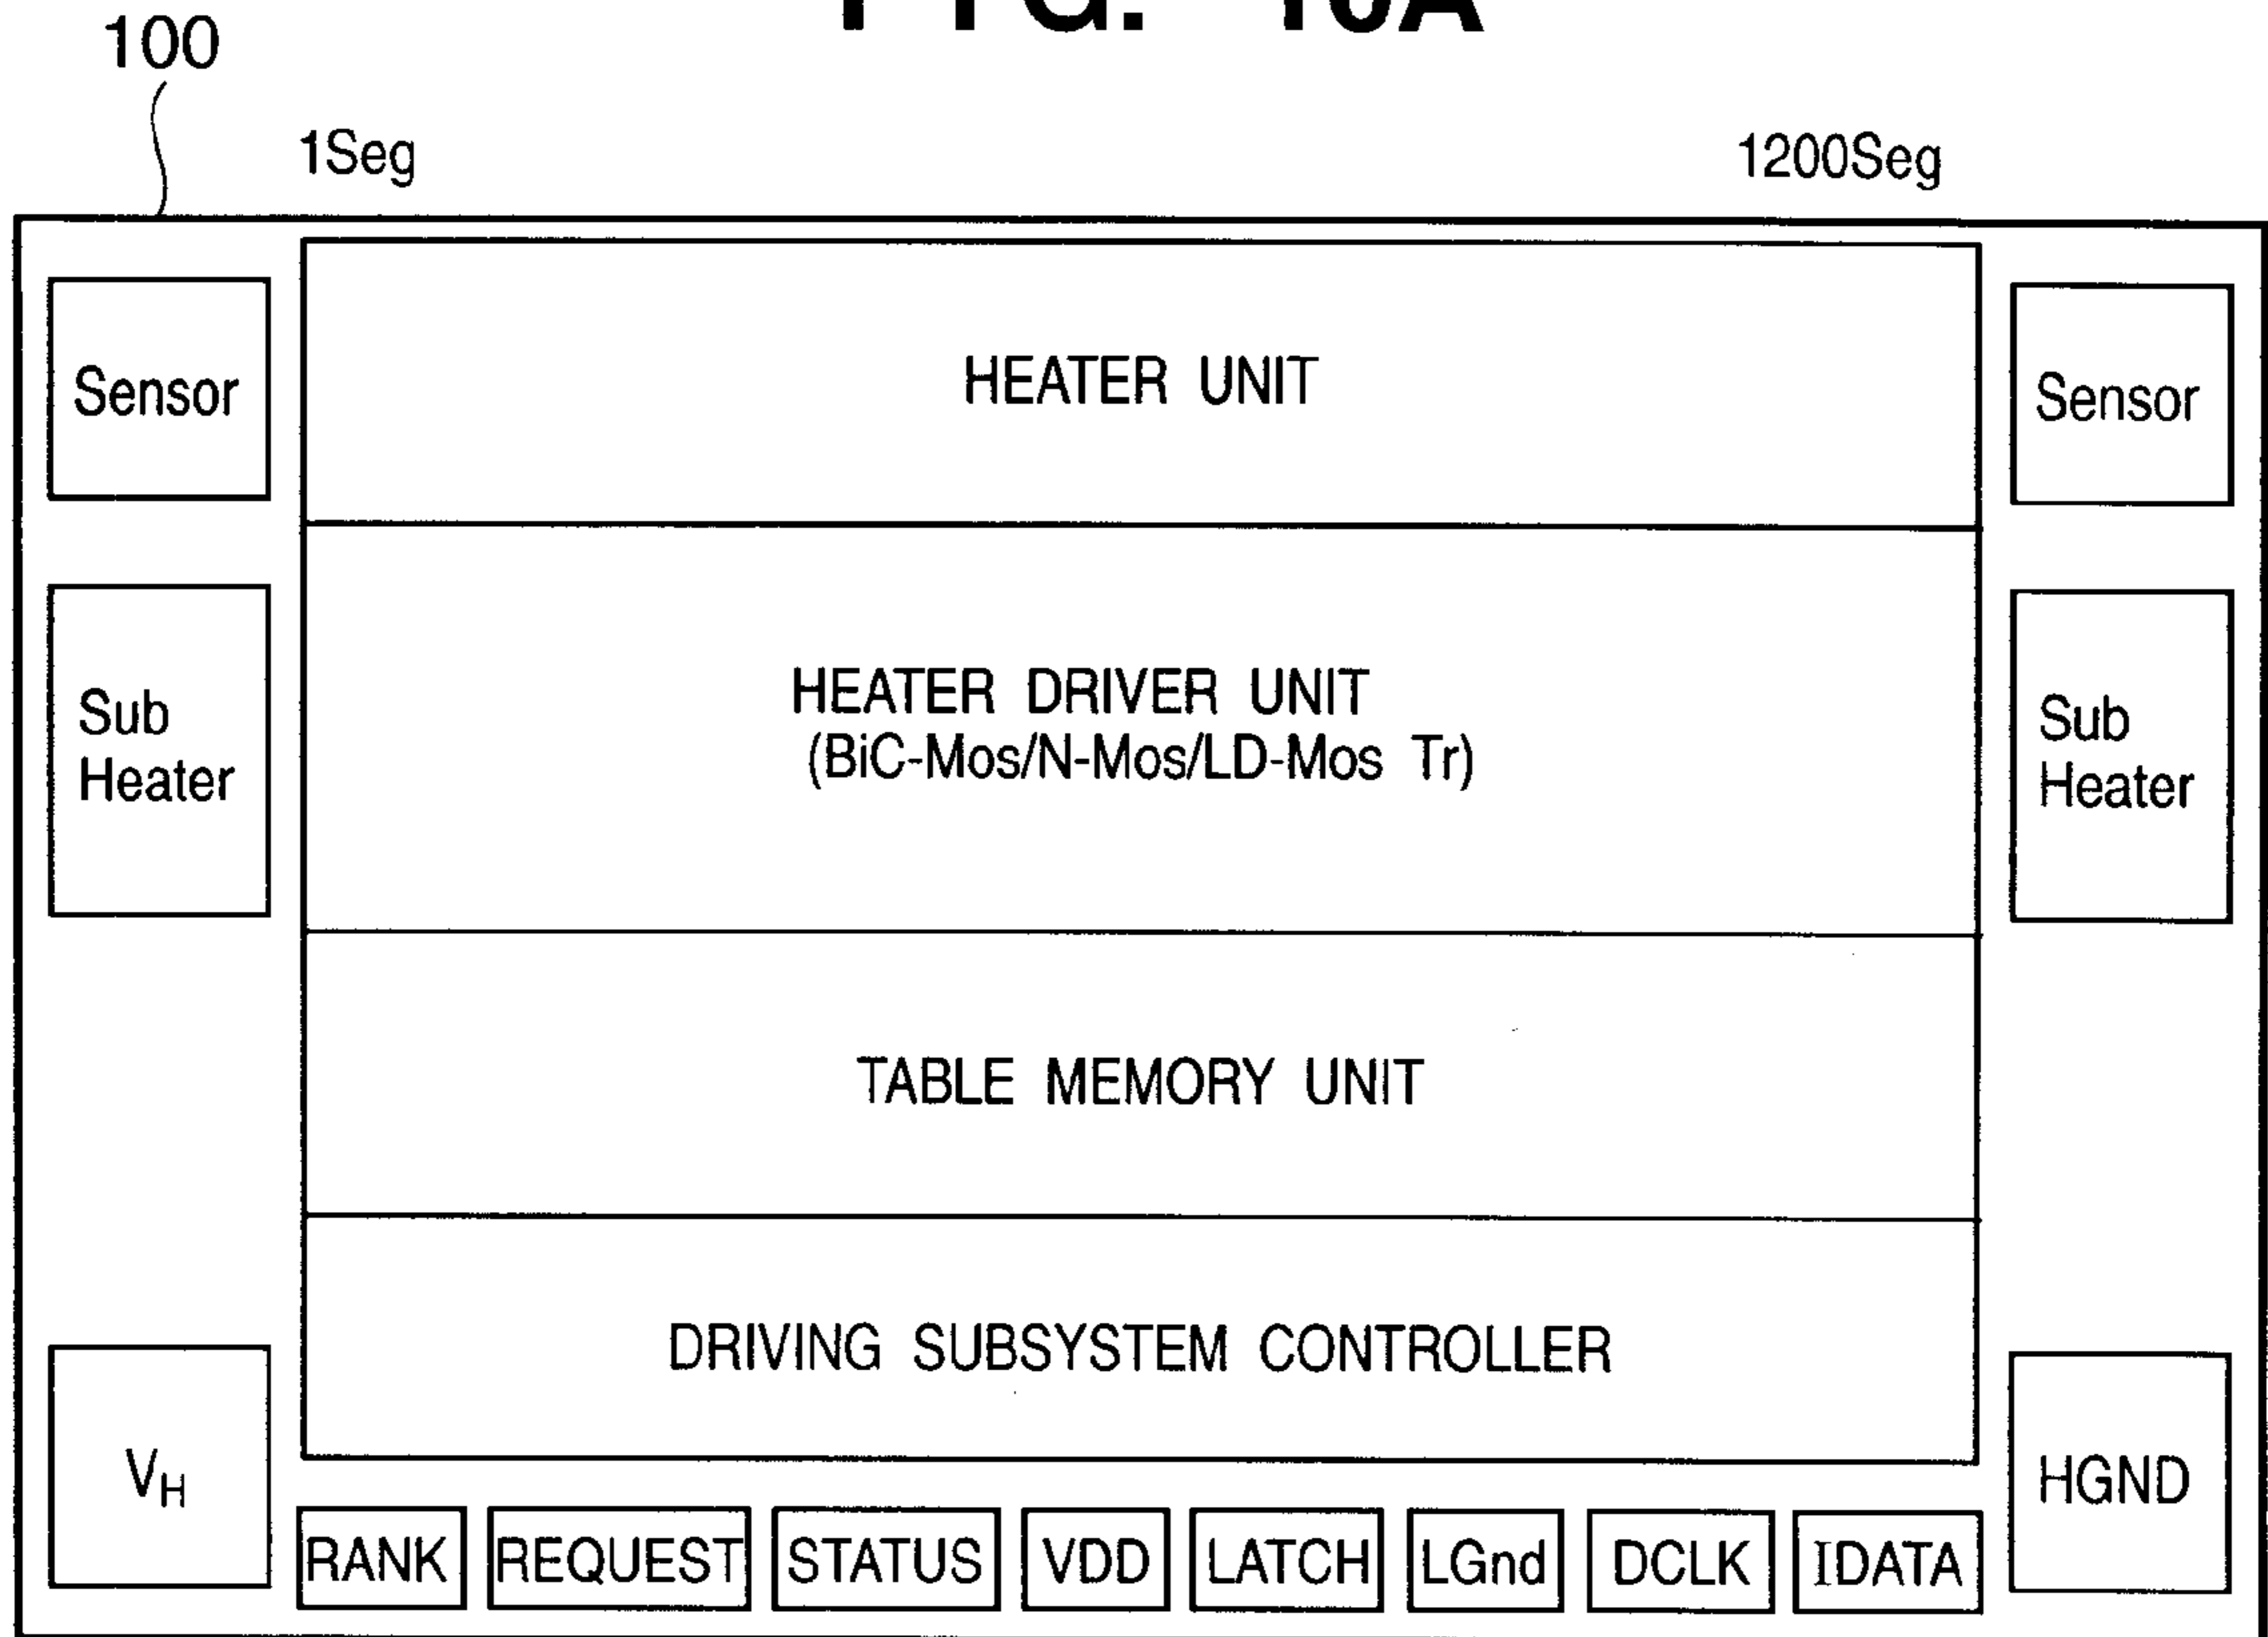 FIG.
100
1Seg
1200Seg
Sensor
HEATER UNIT
Sensor
Sub
Heater
HEATER DRIVER UNIT
(BiC-Mos/N-Mos/LD-Mos Tr)
Sub
Heater
TABLE MEMORY UNIT
DRIVING SUBSYSTEM CONTROLLER
VH
HGND
RANK
REQUEST
STATUS
VDD
LATCH
LGnd
DCLK
IDATA